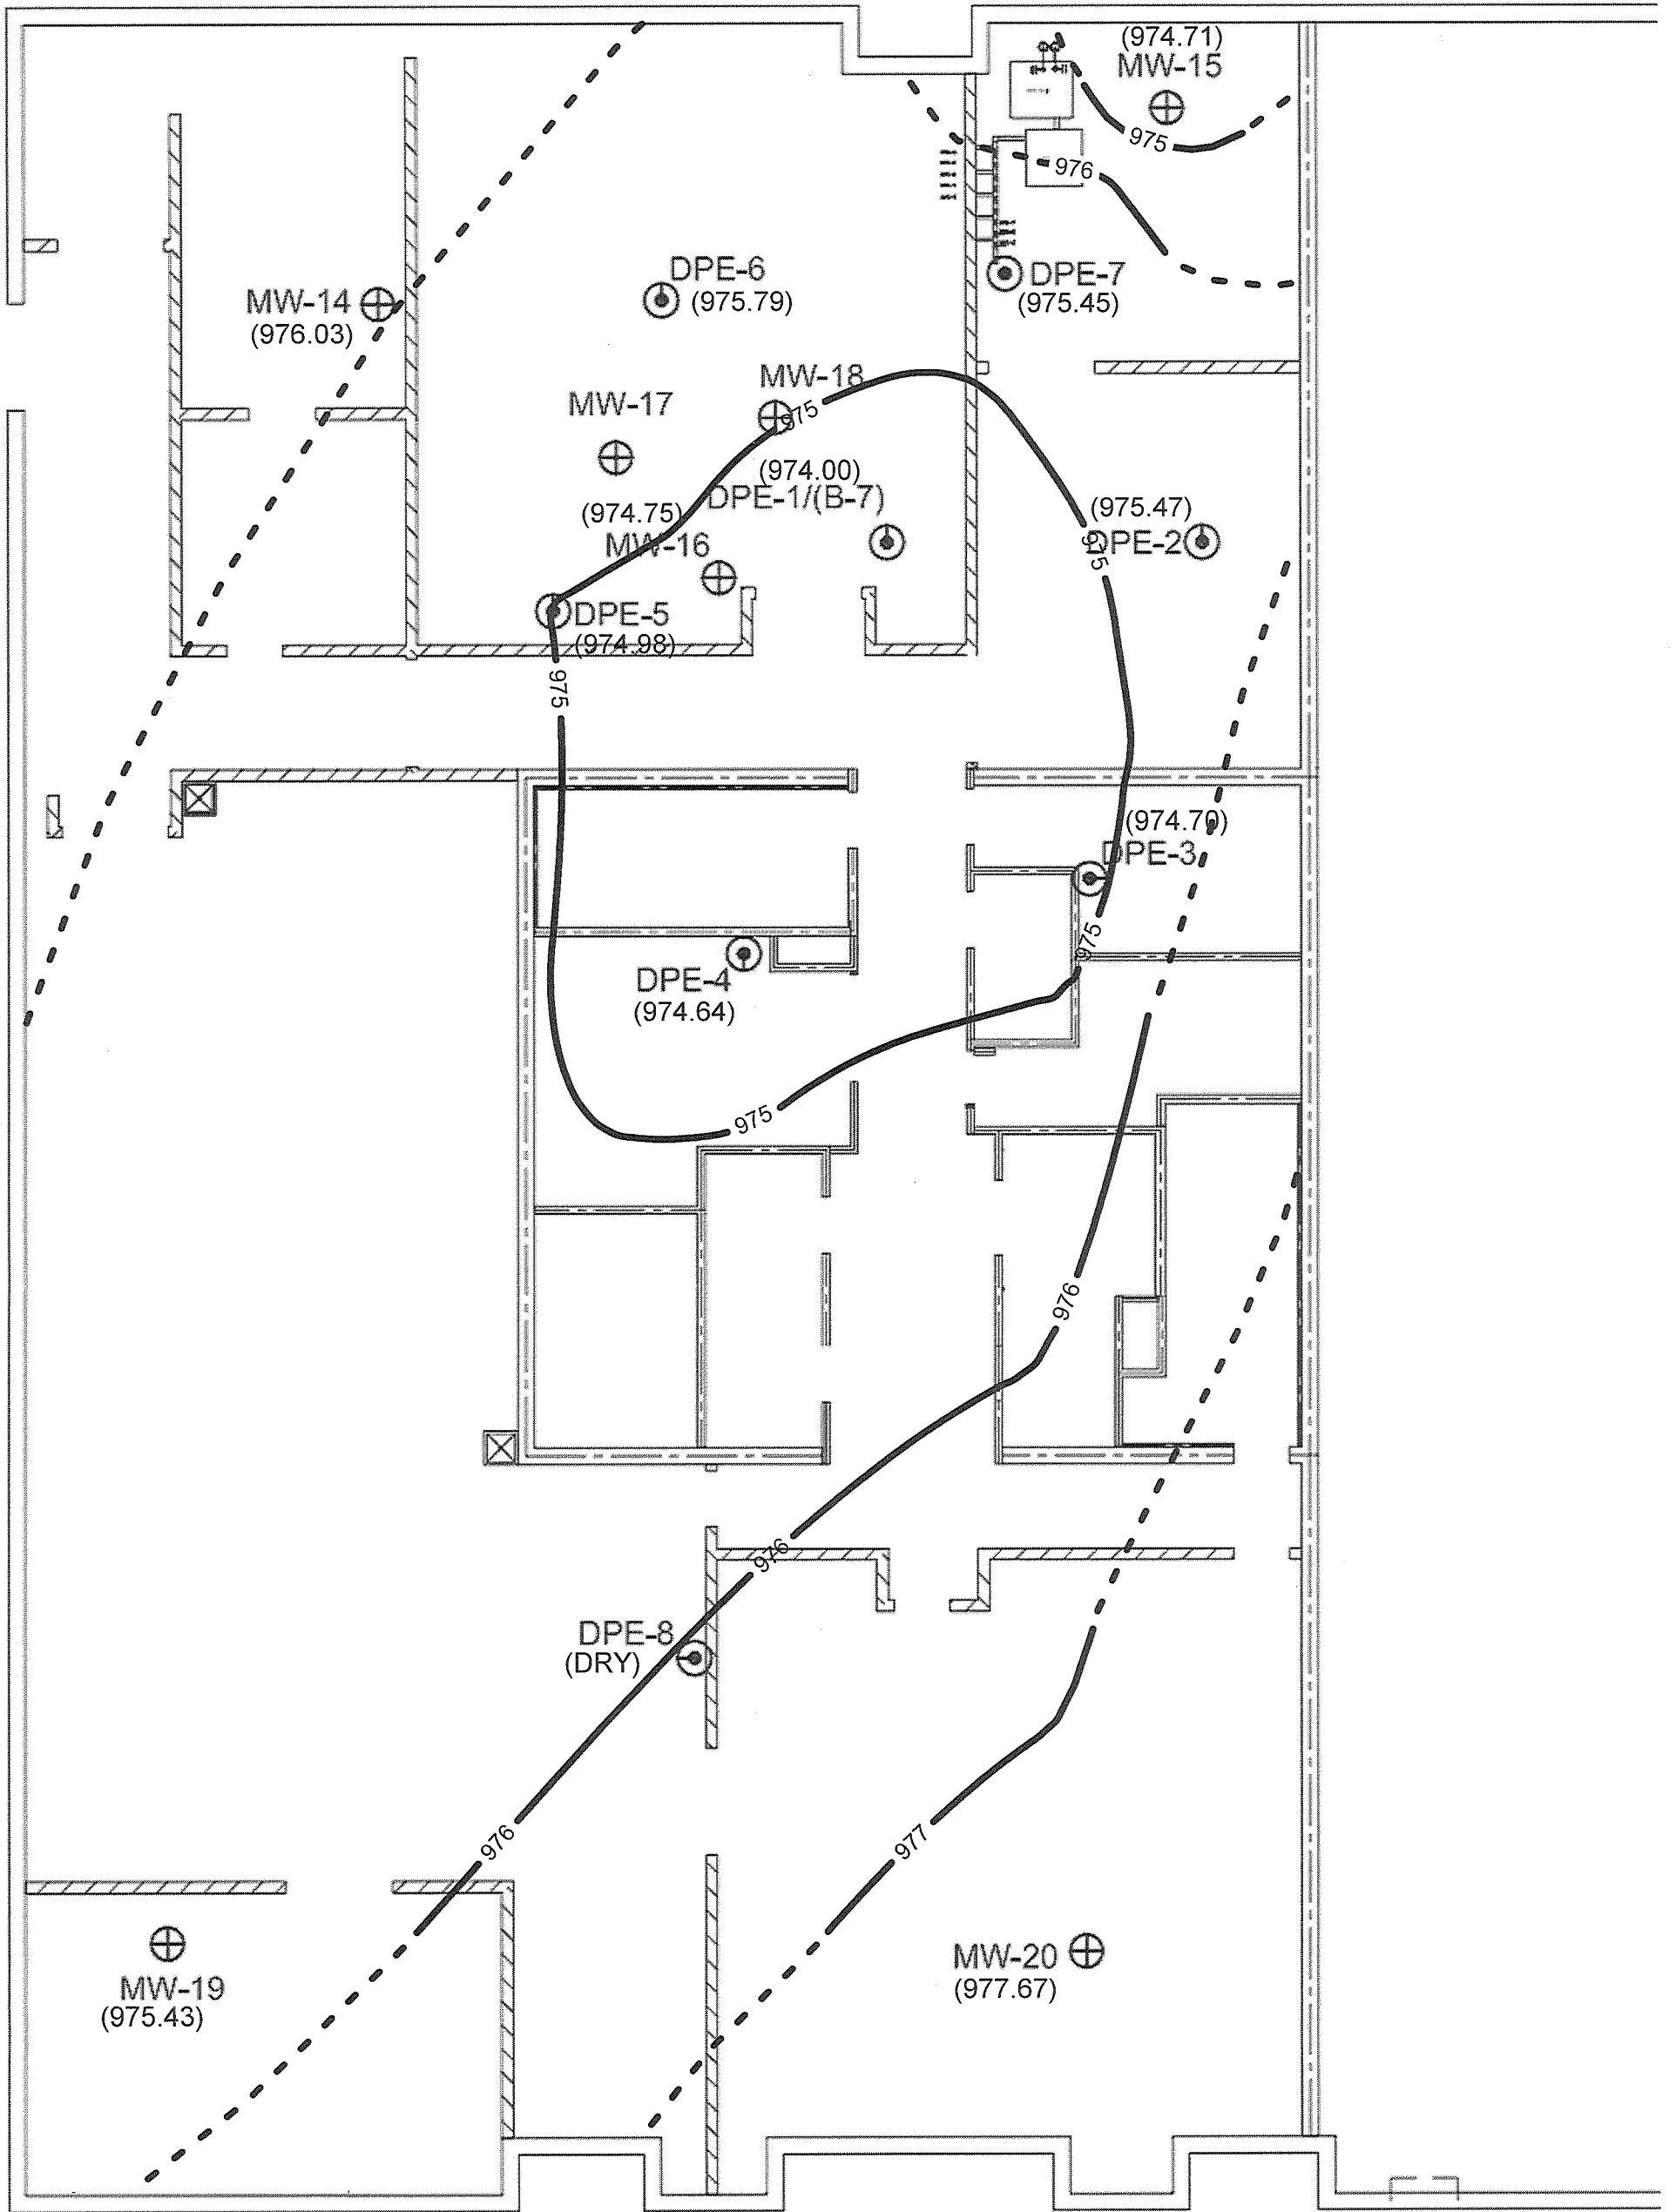 (974.71)
MW-15
975
976
DPE-6
(975.79)
DPE-7
(975.45)
MW-14
(976.03)
MW-18
975
MW-17
(974.00)
DPE-1/(B-7)
(974.75)
MW-16
(975.47)
DPE-2
975
DPE-5
(974.98)
975
(974.70)
DPE-3
975
DPE-4
(974.64)
975
976
976
DPE-8
(DRY)
976
977
MW-19
(975.43)
MW-20
(977.67)